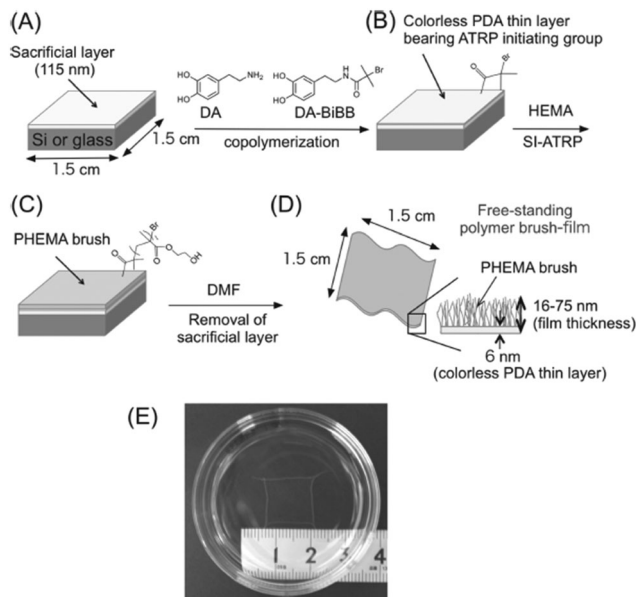 (A)
Sacrificial layer
(115 nm)
Si or glass
1.5 cm
1.5 cm
HO
HO
NH₂
DA
HO
HO
H
N
O
Br
DA-BiBB
copolymerization
(B)
Colorless PDA thin layer
bearing ATRP initiating group
O
Br
HEMA
SI-ATRP
(C)
PHEMA brush
Br
O
O
O
OH
DMF
Removal of
sacrificial layer
(D)
1.5 cm
1.5 cm
Free-standing
polymer brush-film
PHEMA brush
16-75 nm
(film thickness)
6 nm
(colorless PDA thin layer)
(E)
1 2 3 4